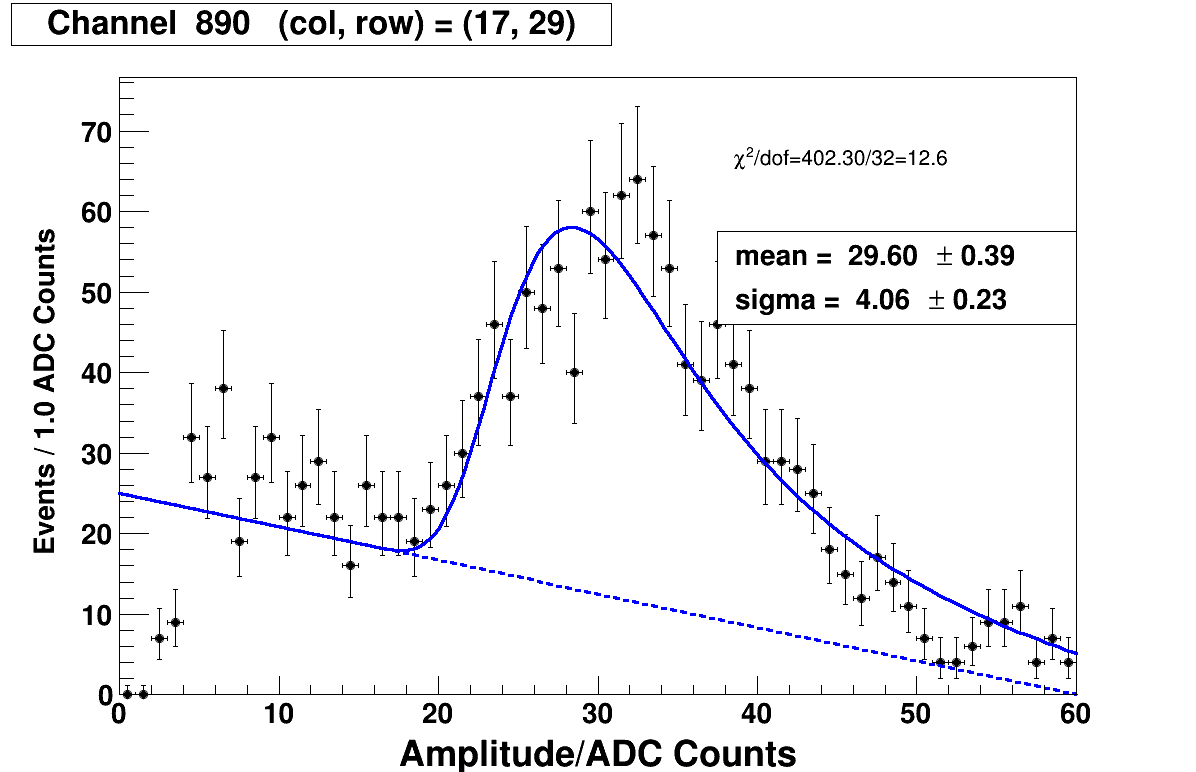 Channel 890 (col, row) = (17, 29)
χ²/dof=402.30/32=12.6
mean = 29.60 ± 0.39
sigma = 4.06 ± 0.23
Events / 1.0 ADC Counts
70
60
50
40
30
20
10
0
0 10 20 30 40 50 60
Amplitude/ADC Counts